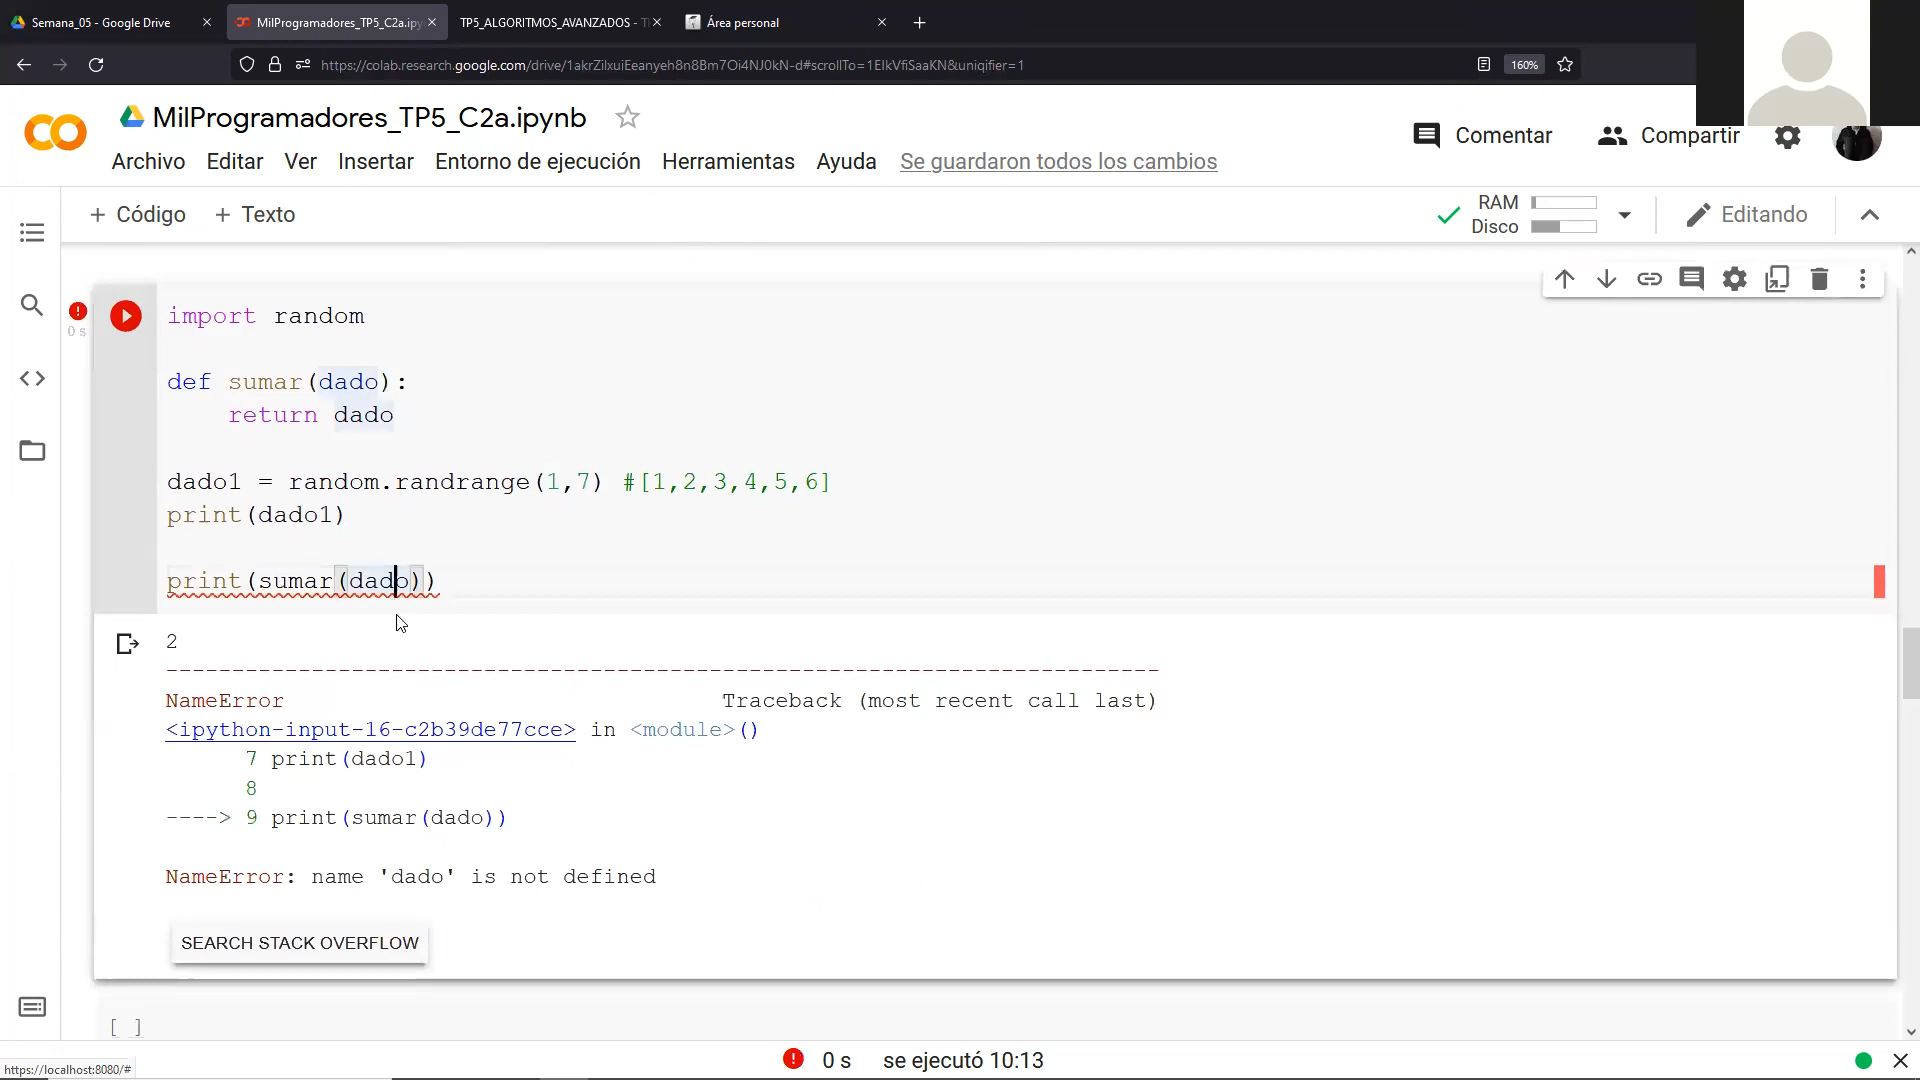 Semana_05 - Google Drive
MilProgramadores_TP5_C2a.ipy
TP5_ALGORITMOS_AVANZADOS - T
Área personal
https://colab.research.google.com/drive/1akrZilxuiEeanyeh8n8Bm7Oi4NJ0kN-d#scrollTo=1EIkVfiSaaKN&uniqifier=1
160%
MilProgramadores_TP5_C2a.ipynb
Comentar
Compartir
Archivo Editar Ver Insertar Entorno de ejecución Herramientas Ayuda Se guardaron todos los cambios
+ Código + Texto
RAM
Disco
Editando
0 s
import random
def sumar(dado):
return dado
dado1 = random.randrange(1,7) #[1,2,3,4,5,6]
print(dado1)
print(sumar(dado))
2
---------------------------------------------------------------------------
NameError Traceback (most recent call last)
<ipython-input-16-c2b39de77cce> in <module>()
7 print(dado1)
8
----> 9 print(sumar(dado))
NameError: name 'dado' is not defined
SEARCH STACK OVERFLOW
[ ]
https://localhost:8080/#
0 s se ejecutó 10:13